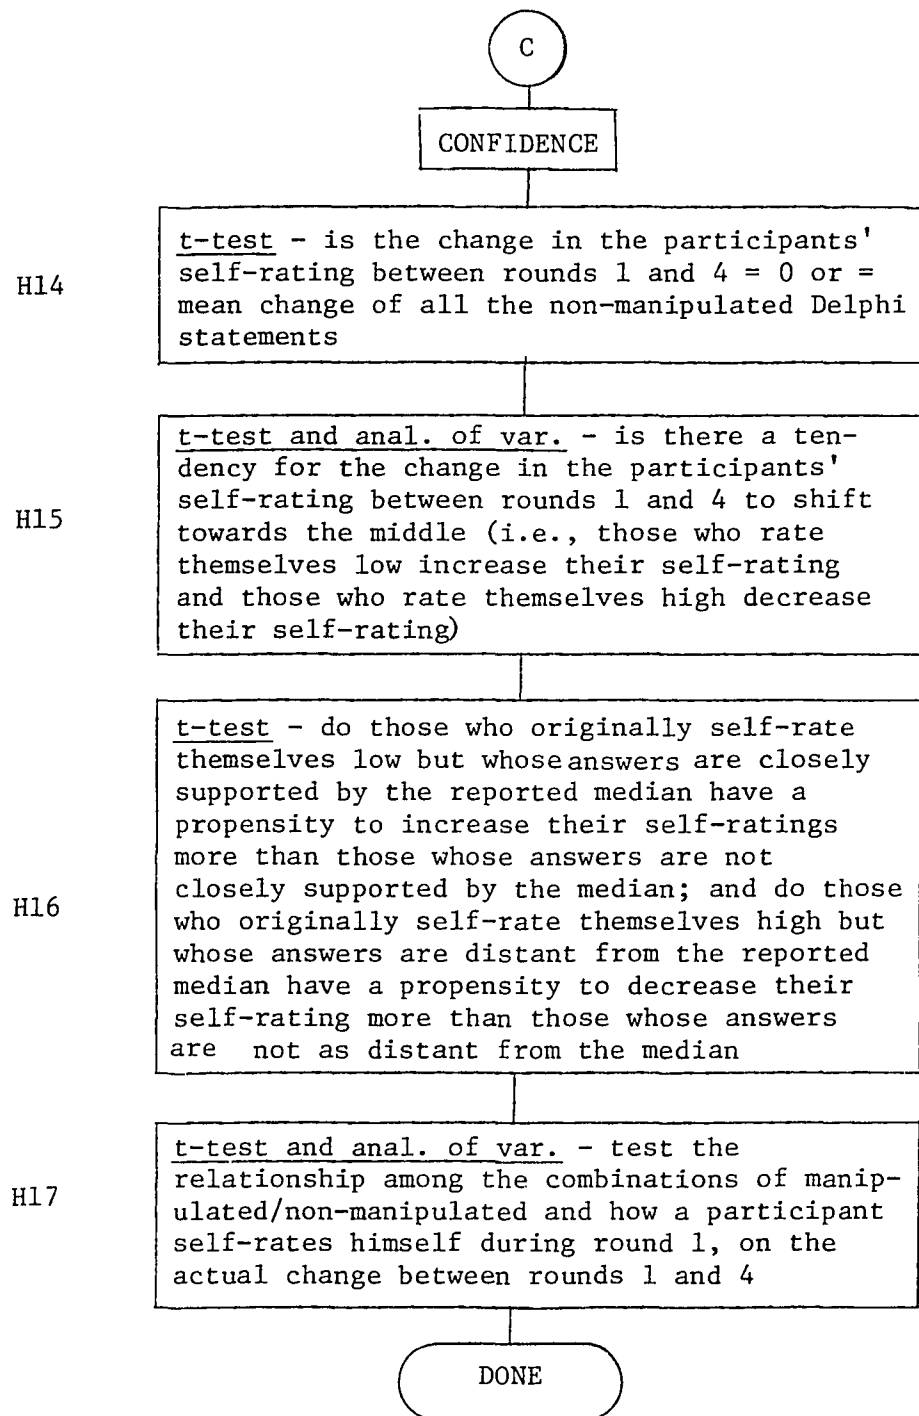 C
CONFIDENCE
H14
t-test - is the change in the participants'
self-rating between rounds 1 and 4 = 0 or =
mean change of all the non-manipulated Delphi
statements
H15
t-test and anal. of var. - is there a ten-
dency for the change in the participants'
self-rating between rounds 1 and 4 to shift
towards the middle (i.e., those who rate
themselves low increase their self-rating
and those who rate themselves high decrease
their self-rating)
H16
t-test - do those who originally self-rate
themselves low but whose answers are closely
supported by the reported median have a
propensity to increase their self-ratings
more than those whose answers are not
closely supported by the median; and do those
who originally self-rate themselves high but
whose answers are distant from the reported
median have a propensity to decrease their
self-rating more than those whose answers
are not as distant from the median
H17
t-test and anal. of var. - test the
relationship among the combinations of manip-
ulated/non-manipulated and how a participant
self-rates himself during round 1, on the
actual change between rounds 1 and 4
DONE